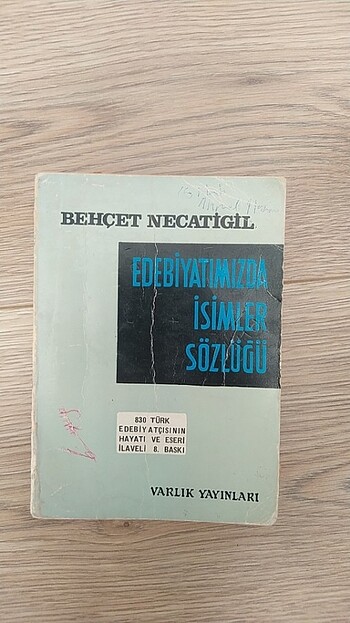 BEHÇET NECATİGİL
EDEBİYATIMIZDA
İSİMLER
SÖZLÜĞÜ
830 TÜRK
EDEBİYATÇISININ
HAYATI VE ESERİ
İLAVELİ 8. BASKI
VARLIK YAYINLARI